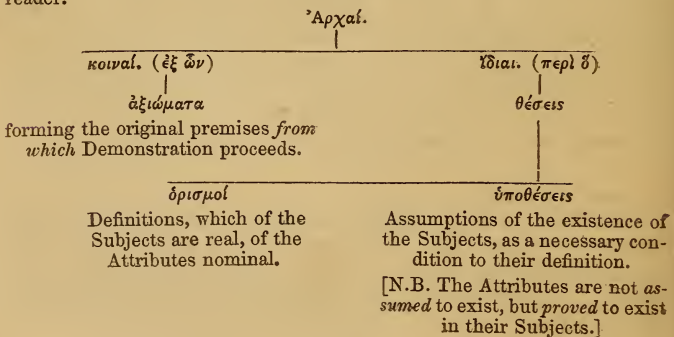 reader.
Ἀρχαί.
κοιναί. (ἐξ ὧν) ἴδιαι. (περὶ ὅ)
ἀξιώματα θέσεις
forming the original premises from
which Demonstration proceeds.
ὁρισμοί ὑποθέσεις
Definitions, which of the
Subjects are real, of the
Attributes nominal.
Assumptions of the existence of
the Subjects, as a necessary con-
dition to their definition.
[N.B. The Attributes are not as-
sumed to exist, but proved to exist
in their Subjects.]